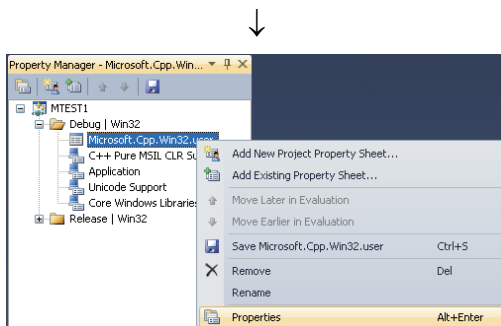 Property Manager - Microsoft.Cpp.Win...
MTEST1
Debug | Win32
Microsoft.Cpp.Win32.user
C++ Pure MSIL CLR Su
Application
Unicode Support
Core Windows Libraries
Release | Win32
Add New Project Property Sheet...
Add Existing Property Sheet...
Move Later in Evaluation
Move Earlier in Evaluation
Save Microsoft.Cpp.Win32.user Ctrl+S
Remove Del
Rename
Properties Alt+Enter